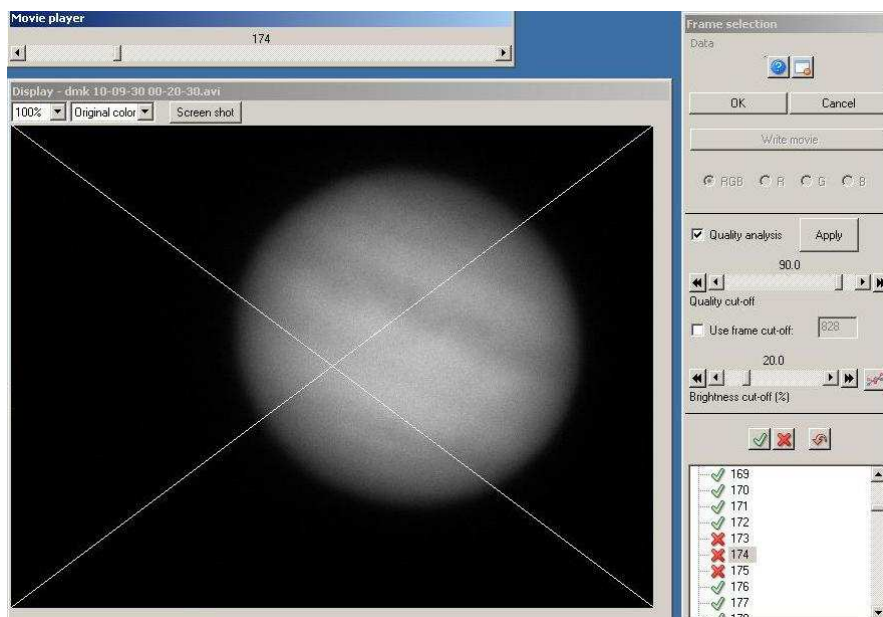 Movie player
174
Display - dmk 10-09-30 00-20-30.avi
100% Original color Screen shot
Frame selection
Data
OK Cancel
Write movie
RGB R G B
Quality analysis Apply
90.0
Quality cut-off
Use frame cut-off: 828
20.0
Brightness cut-off (%)
169
170
171
172
173
174
175
176
177
178